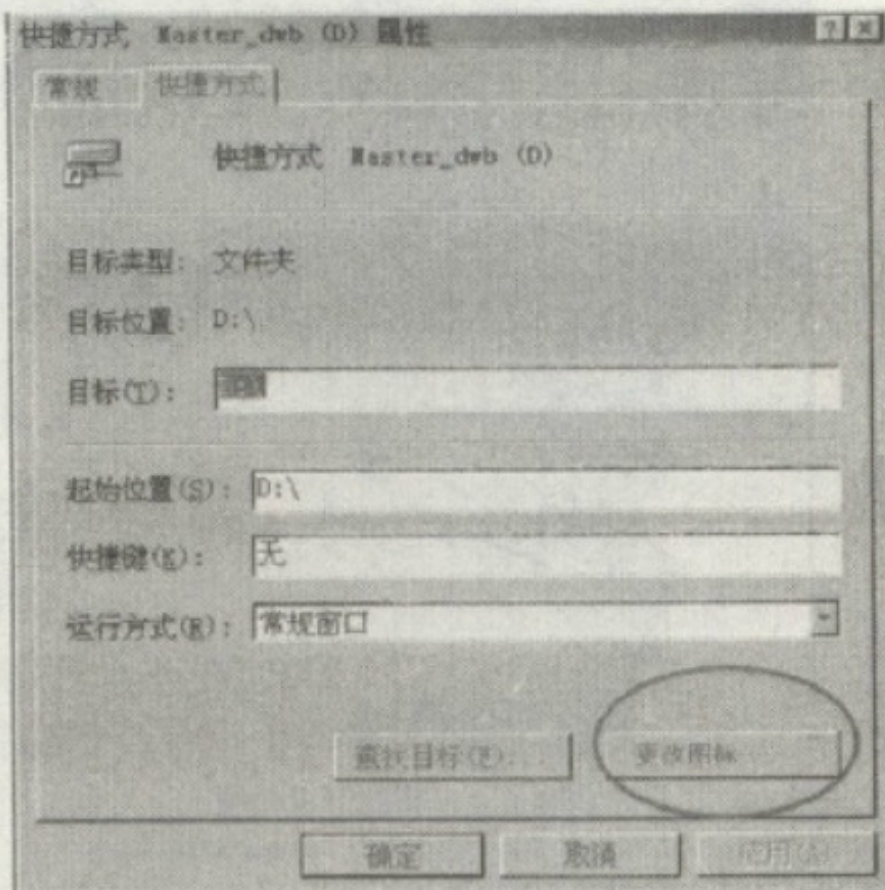 快捷方式 Master_dwb (D) 属性
常规 快捷方式
快捷方式 Master_dwb (D)
目标类型: 文件夹
目标位置: D:\
目标(T):
起始位置(S): D:\
快捷键(K): 无
运行方式(R): 常规窗口
查找目标(F)... 更改图标
确定 取消 应用(A)